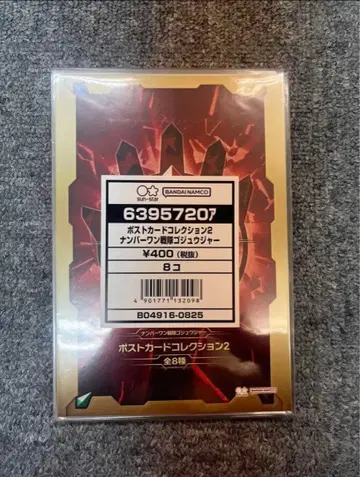 sun-star
BANDAI NAMCO
63957207
ポストカードコレクション2
ナンバーワン戦隊ゴジュウジャー
¥400(税抜)
8コ
4 901771 132098
B04916-0825
ナンバーワン戦隊ゴジュウジャー
ポストカードコレクション2
全8種